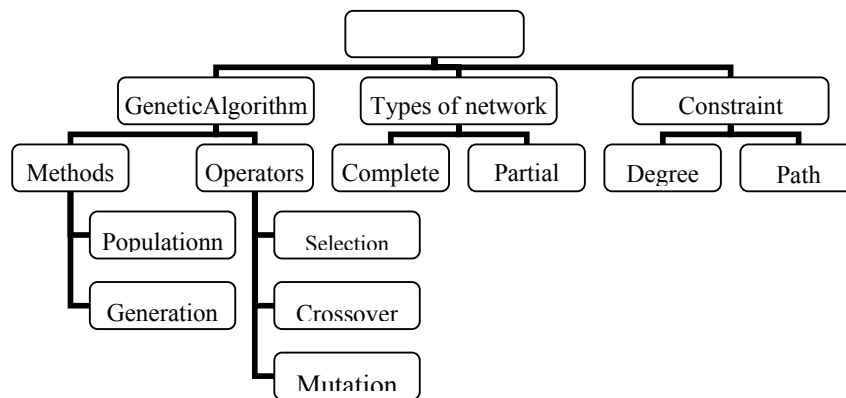 GeneticAlgorithm
Types of network
Constraint
Methods
Operators
Complete
Partial
Degree
Path
Populationn
Selection
Generation
Crossover
Mutation